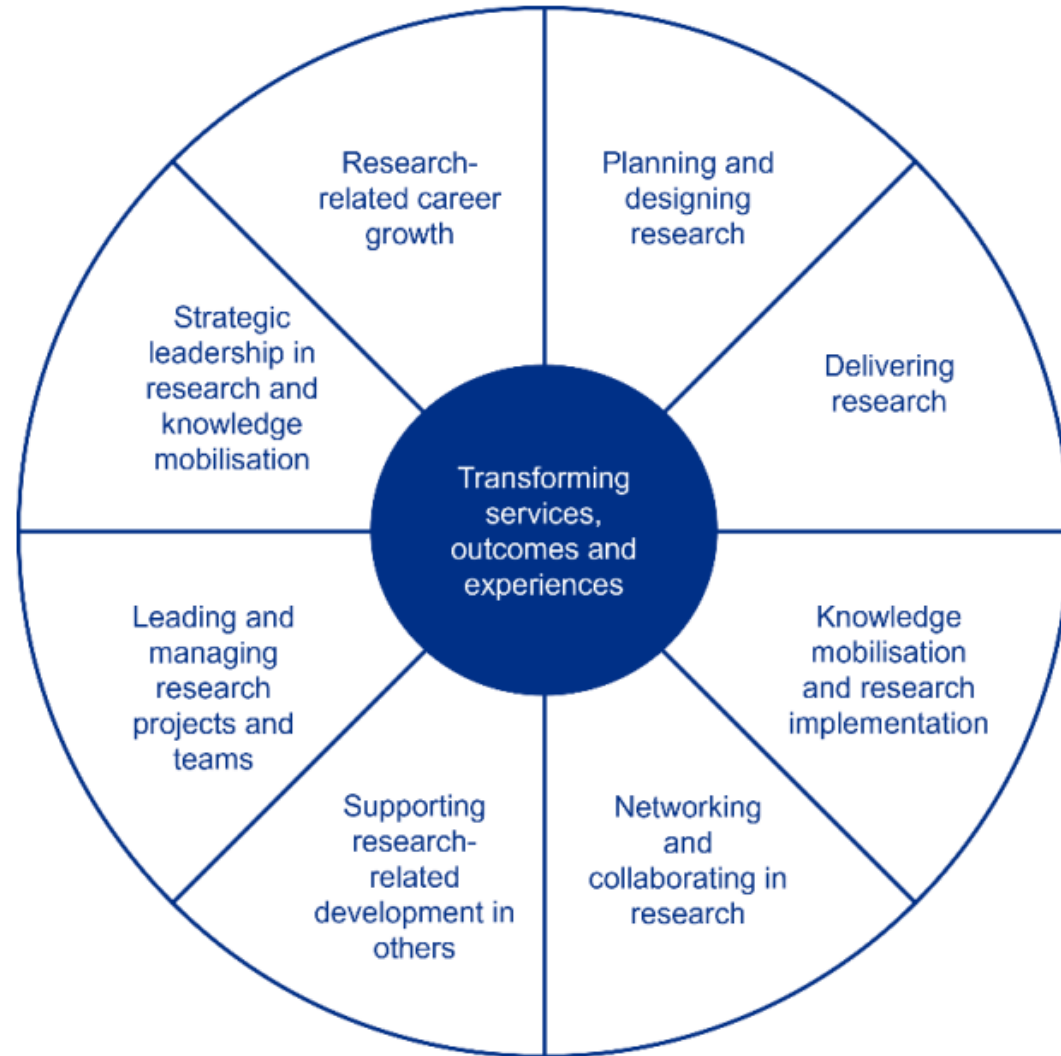 Research-
related career
growth
Planning and
designing
research
Delivering
research
Knowledge
mobilisation
and research
implementation
Networking
and
collaborating in
research
Supporting
research-
related
development in
others
Leading and
managing
research
projects and
teams
Strategic
leadership in
research and
knowledge
mobilisation
Transforming
services,
outcomes and
experiences